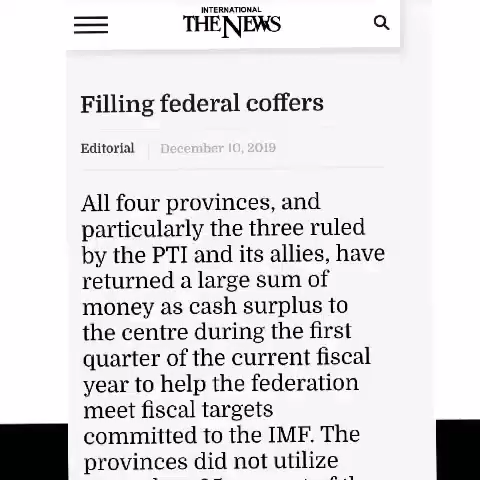 INTERNATIONAL
THE NEWS
Filling federal coffers
Editorial
December 10, 2019
All four provinces, and
particularly the three ruled
by the PTI and its allies, have
returned a large sum of
money as cash surplus to
the centre during the first
quarter of the current fiscal
year to help the federation
meet fiscal targets
committed to the IMF. The
provinces did not utilize